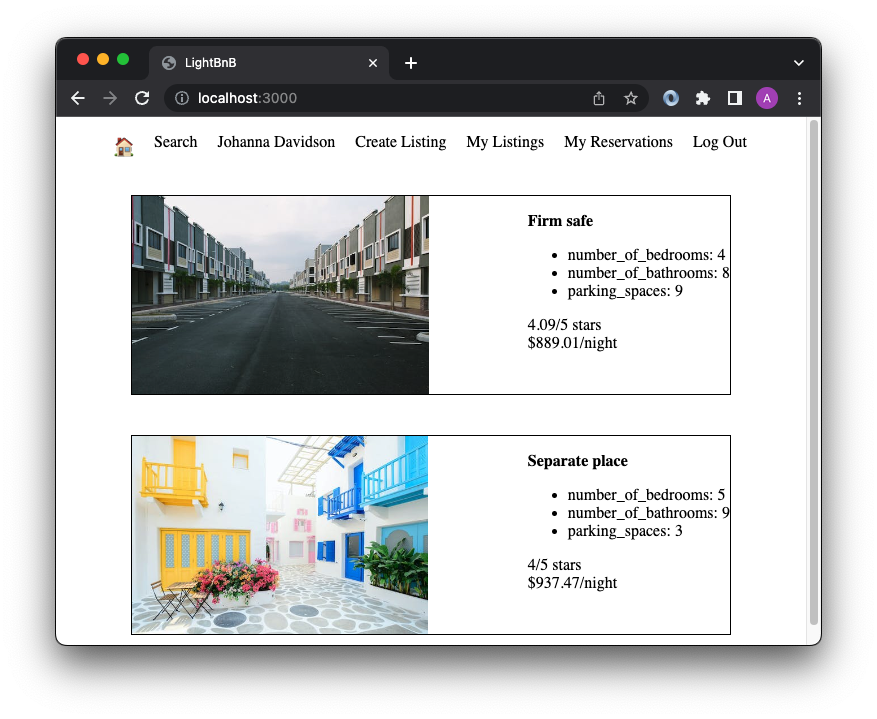 LightBnB
localhost:3000
A
Search Johanna Davidson Create Listing My Listings My Reservations Log Out
Firm safe
• number_of_bedrooms: 4
• number_of_bathrooms: 8
• parking_spaces: 9
4.09/5 stars
$889.01/night
Separate place
• number_of_bedrooms: 5
• number_of_bathrooms: 9
• parking_spaces: 3
4/5 stars
$937.47/night